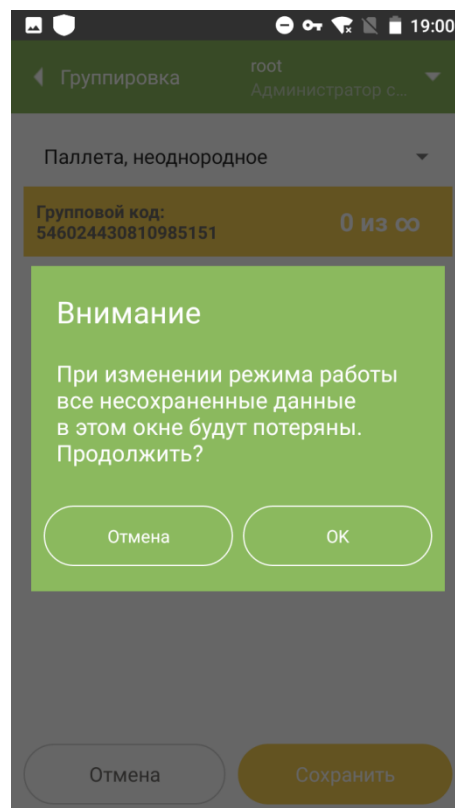 19:00
Группировка
root
Администратор с...
Паллета, неоднородное
Групповой код:
546024430810985151
0 из ∞
Внимание
При изменении режима работы
все несохраненные данные
в этом окне будут потеряны.
Продолжить?
Отмена
OK
Отмена
Сохранить